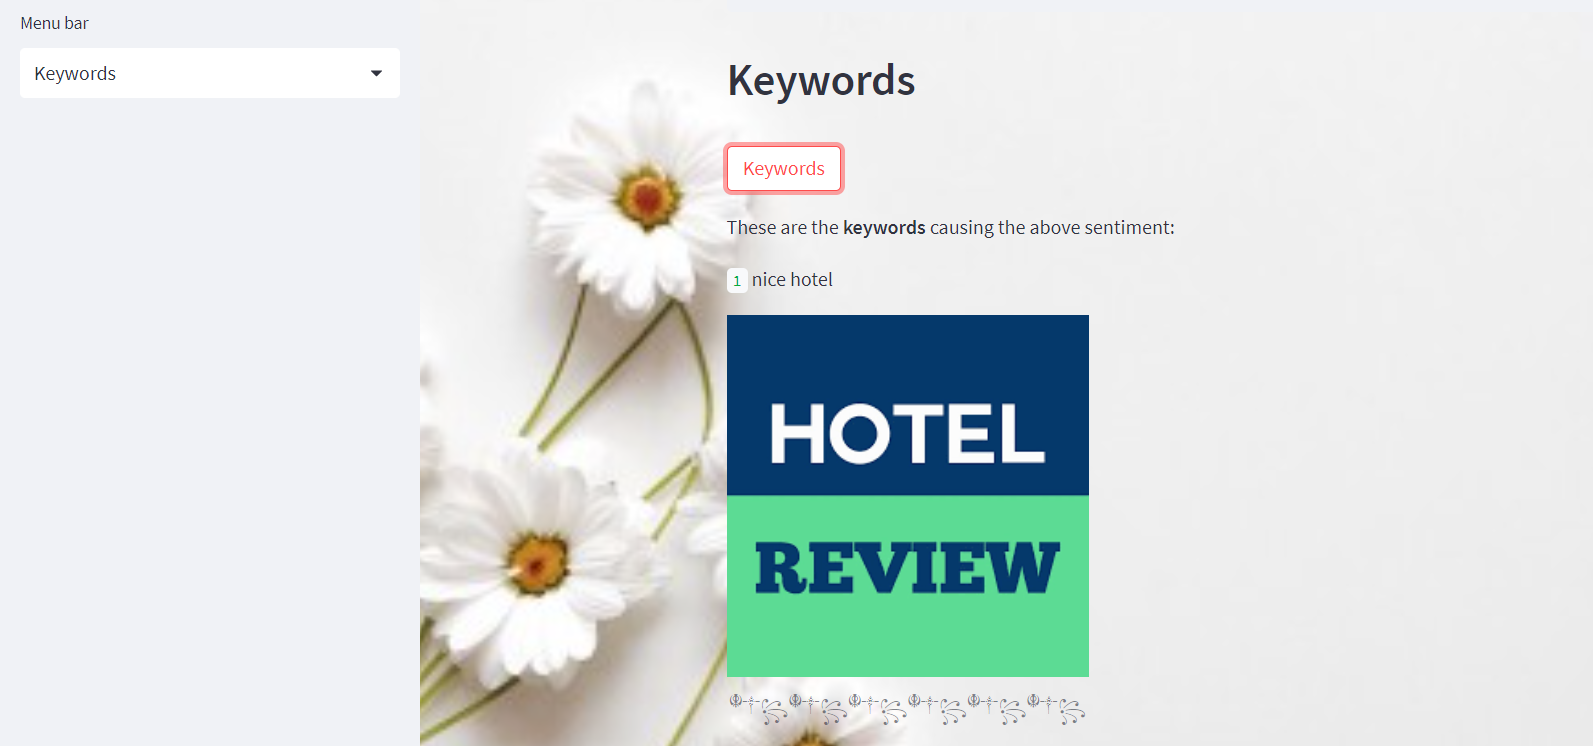 Menu bar
Keywords
Keywords
Keywords
These are the keywords causing the above sentiment:
1 nice hotel
HOTEL
REVIEW